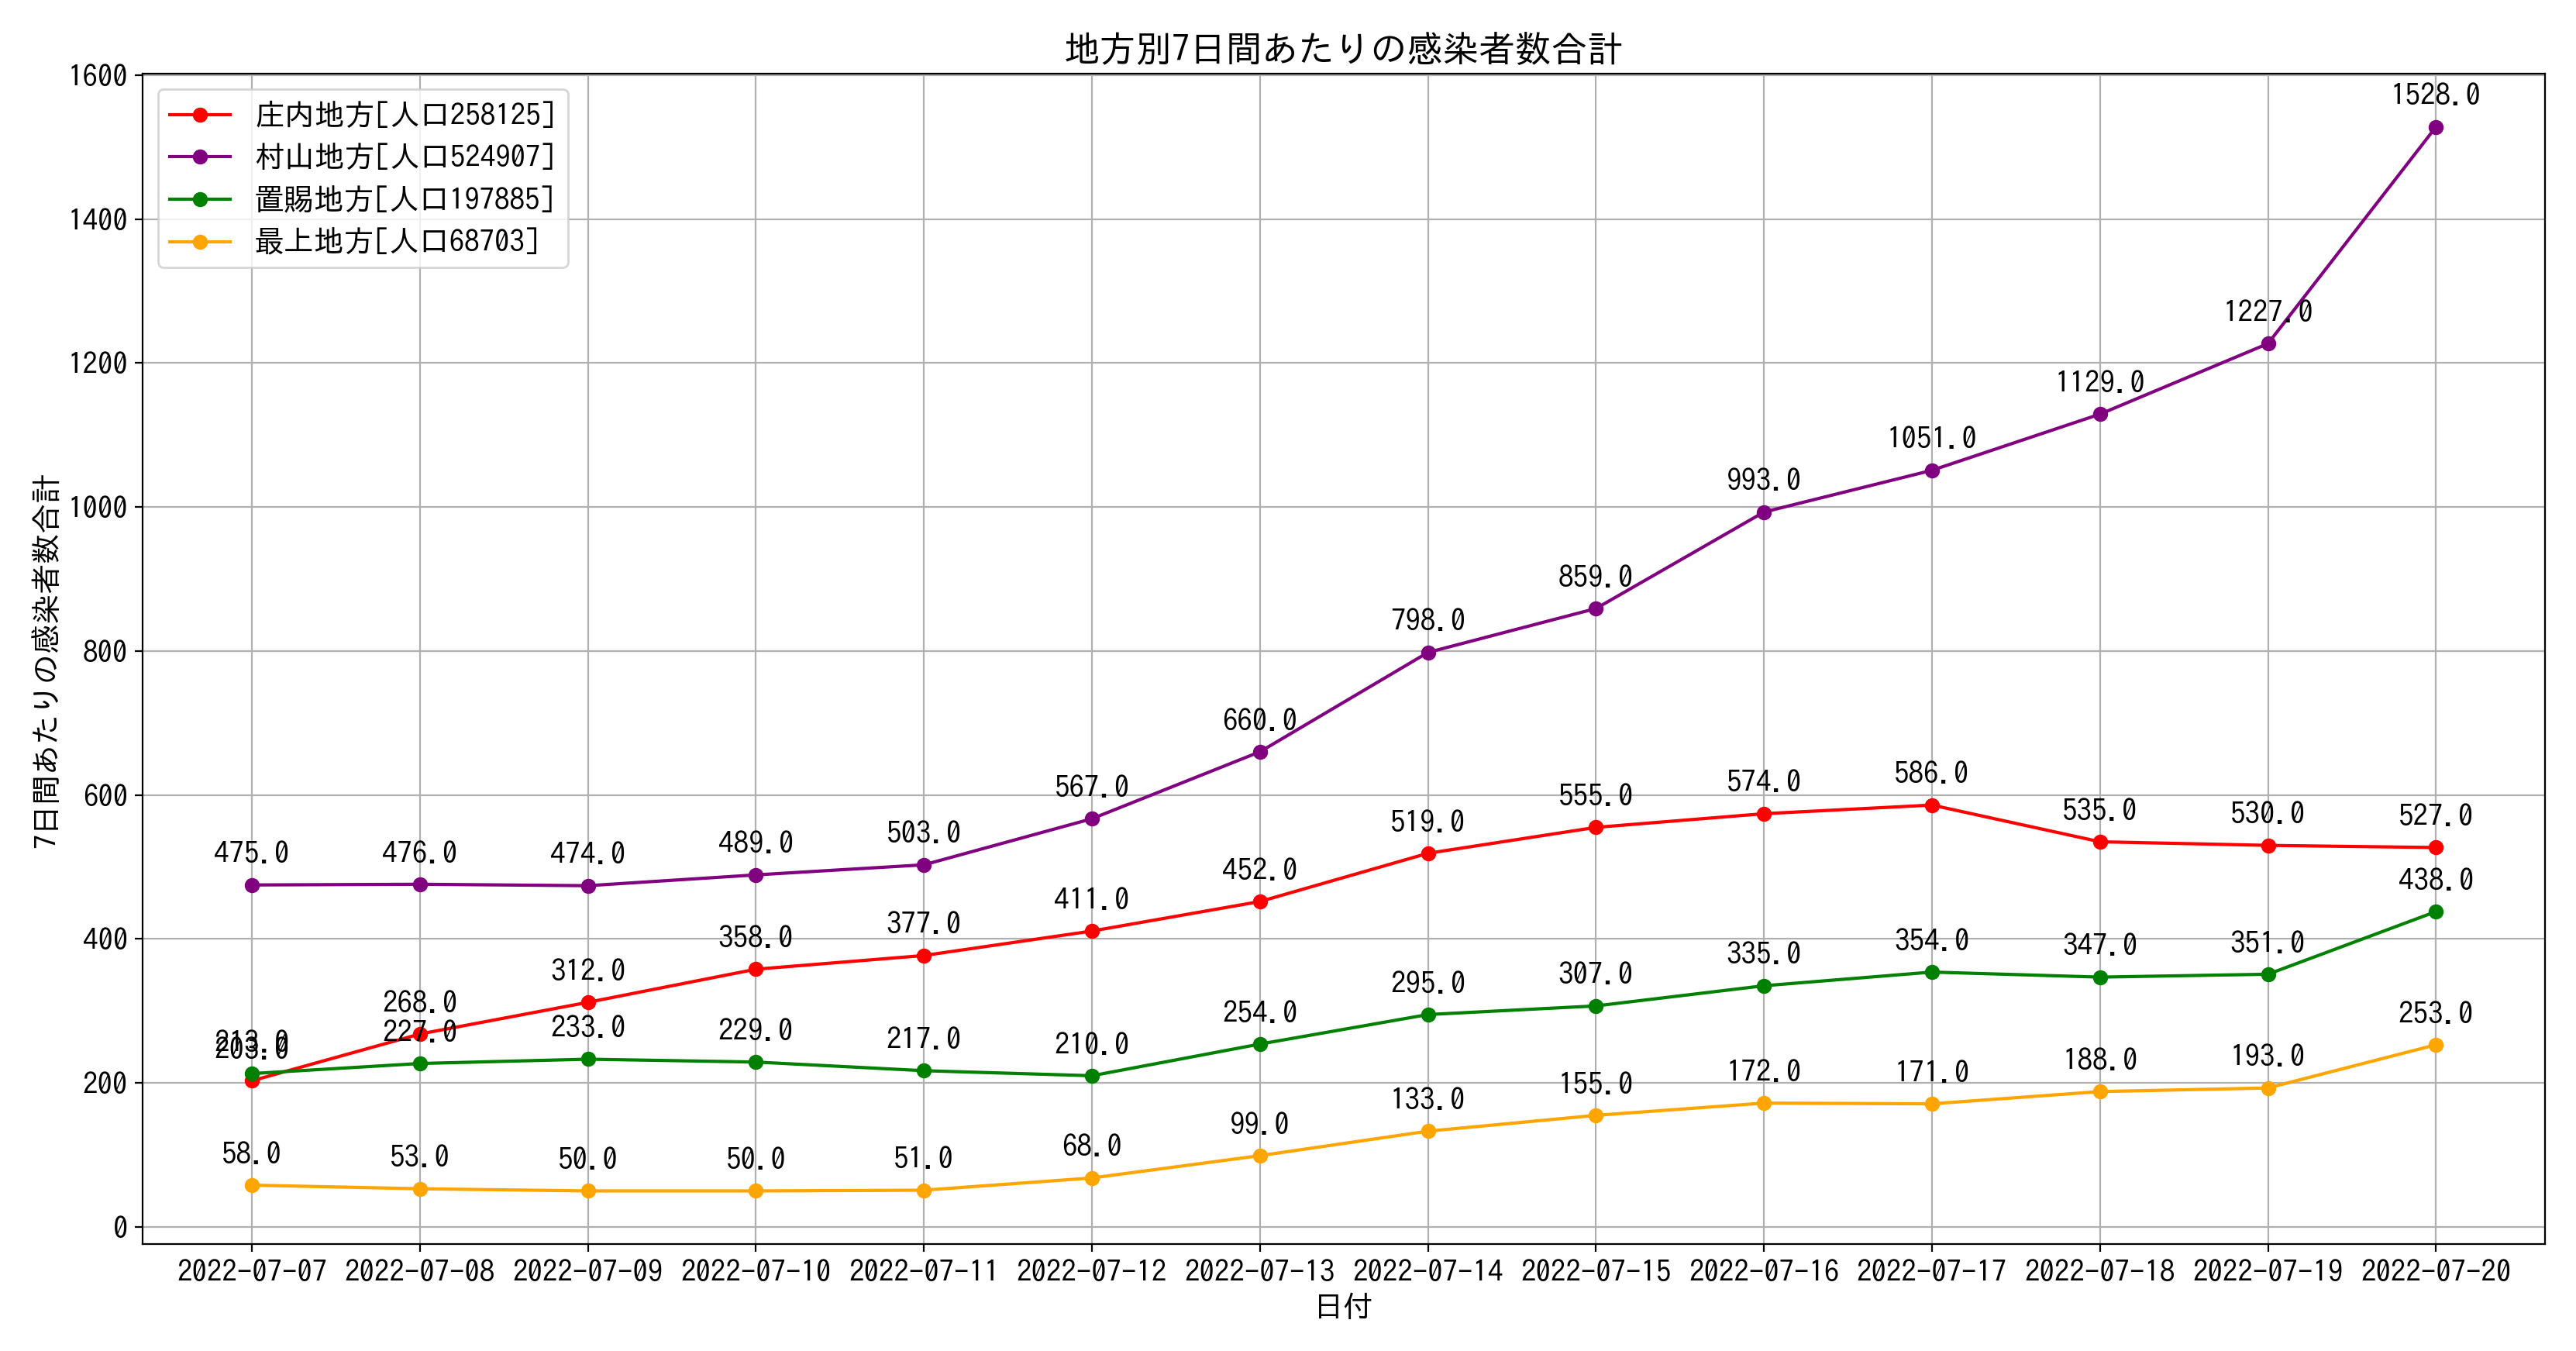 地方別7日間あたりの感染者数合計
7日間あたりの感染者数合計
1600
1400
1200
1000
800
600
400
200
0
庄内地方[人口258125]
村山地方[人口524907]
置賜地方[人口197885]
最上地方[人口68703]
475.0 476.0 474.0 489.0 503.0 567.0 660.0 798.0 859.0 993.0 1051.0 1129.0 1227.0 1528.0
203.0 268.0 312.0 358.0 377.0 411.0 452.0 519.0 555.0 574.0 586.0 535.0 530.0 527.0
213.0 227.0 233.0 229.0 217.0 210.0 254.0 295.0 307.0 335.0 354.0 347.0 351.0 438.0
58.0 53.0 50.0 50.0 51.0 68.0 99.0 133.0 155.0 172.0 171.0 188.0 193.0 253.0
2022-07-07 2022-07-08 2022-07-09 2022-07-10 2022-07-11 2022-07-12 2022-07-13 2022-07-14 2022-07-15 2022-07-16 2022-07-17 2022-07-18 2022-07-19 2022-07-20
日付